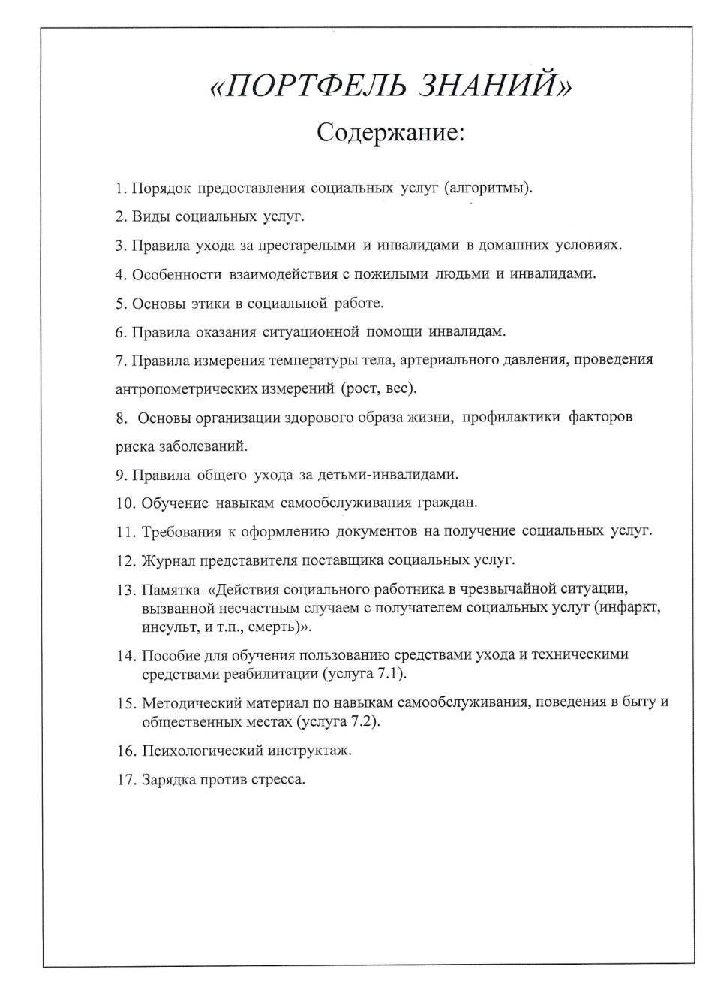 «ПОРТФЕЛЬ ЗНАНИЙ»
Содержание:
1. Порядок предоставления социальных услуг (алгоритмы).
2. Виды социальных услуг.
3. Правила ухода за престарелыми и инвалидами в домашних условиях.
4. Особенности взаимодействия с пожилыми людьми и инвалидами.
5. Основы этики в социальной работе.
6. Правила оказания ситуационной помощи инвалидам.
7. Правила измерения температуры тела, артериального давления, проведения
антропометрических измерений (рост, вес).
8. Основы организации здорового образа жизни, профилактики факторов
риска заболеваний.
9. Правила общего ухода за детьми-инвалидами.
10. Обучение навыкам самообслуживания граждан.
11. Требования к оформлению документов на получение социальных услуг.
12. Журнал представителя поставщика социальных услуг.
13. Памятка «Действия социального работника в чрезвычайной ситуации,
вызванной несчастным случаем с получателем социальных услуг (инфаркт,
инсульт, и т.п., смерть)».
14. Пособие для обучения пользованию средствами ухода и техническими
средствами реабилитации (услуга 7.1).
15. Методический материал по навыкам самообслуживания, поведения в быту и
общественных местах (услуга 7.2).
16. Психологический инструктаж.
17. Зарядка против стресса.